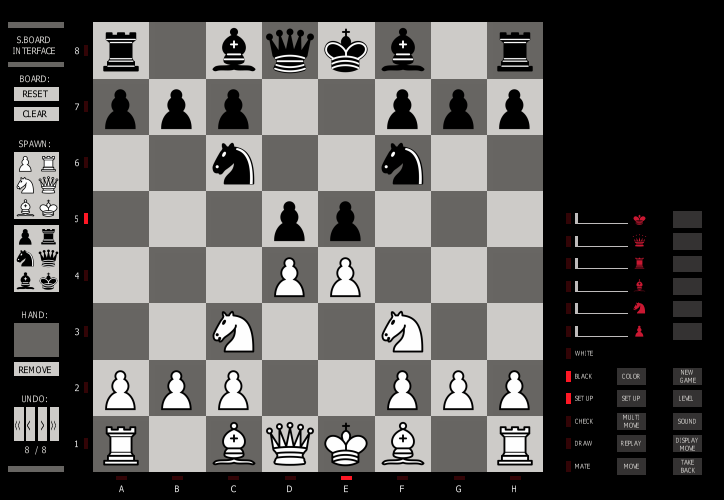 S.BOARD
INTERFACE
BOARD:
RESET
CLEAR
SPAWN:
HAND:
REMOVE
UNDO:
⟨⟨ ⟨ ⟩ ⟩⟩
8 / 8
8
7
6
5
4
3
2
1
A B C D E F G H
WHITE
BLACK COLOR NEW
GAME
SET UP SET UP LEVEL
CHECK MULTI
MOVE SOUND
DRAW REPLAY DISPLAY
MOVE
MATE MOVE TAKE
BACK